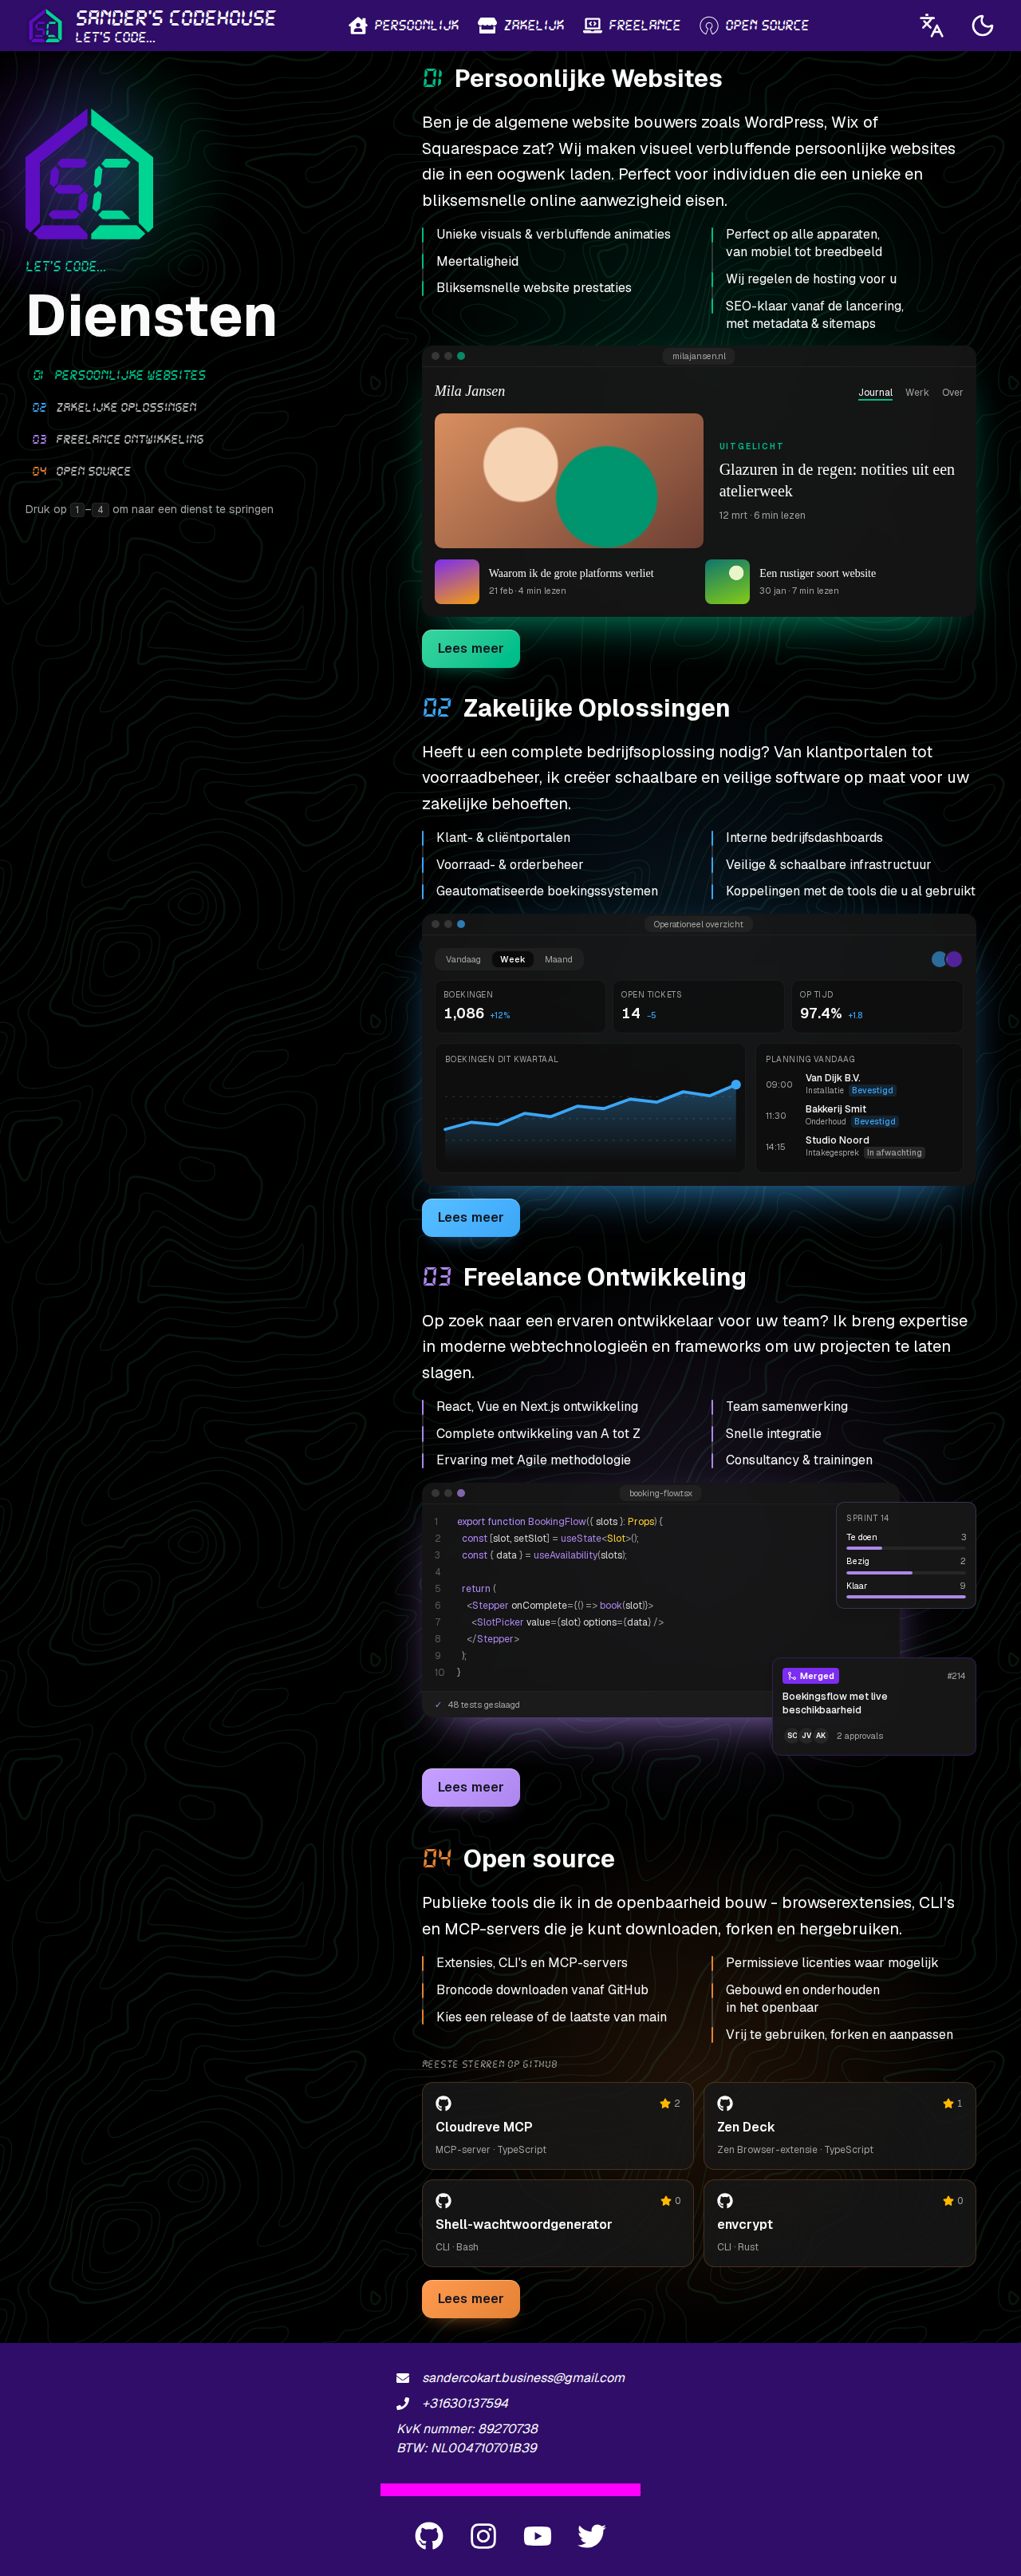 SANDER'S CODEHOUSE
LET'S CODE...
PERSOONLIJK
ZAKELIJK
FREELANCE
OPEN SOURCE
LET'S CODE...
Diensten
01 PERSOONLIJKE WEBSITES
02 ZAKELIJKE OPLOSSINGEN
03 FREELANCE ONTWIKKELING
04 OPEN SOURCE
Druk op 1–4 om naar een dienst te springen
01 Persoonlijke Websites
Ben je de algemene website bouwers zoals WordPress, Wix of
Squarespace zat? Wij maken visueel verbluffende persoonlijke websites
die in een oogwenk laden. Perfect voor individuen die een unieke en
bliksemsnelle online aanwezigheid eisen.
Unieke visuals & verbluffende animaties
Meertaligheid
Bliksemsnelle website prestaties
Perfect op alle apparaten,
van mobiel tot breedbeeld
Wij regelen de hosting voor u
SEO-klaar vanaf de lancering,
met metadata & sitemaps
milajansen.nl
Mila Jansen
Journal
Werk
Over
UITGELICHT
Glazuren in de regen: notities uit een
atelierweek
12 mrt · 6 min lezen
Waarom ik de grote platforms verliet
21 feb · 4 min lezen
Een rustiger soort website
30 jan · 7 min lezen
Lees meer
02 Zakelijke Oplossingen
Heeft u een complete bedrijfsoplossing nodig? Van klantportalen tot
voorraadbeheer, ik creëer schaalbare en veilige software op maat voor uw
zakelijke behoeften.
Klant- & cliëntportalen
Voorraad- & orderbeheer
Geautomatiseerde boekingssystemen
Interne bedrijfsdashboards
Veilige & schaalbare infrastructuur
Koppelingen met de tools die u al gebruikt
Operationeel overzicht
Vandaag
Week
Maand
BOEKINGEN
1,086 +12%
OPEN TICKETS
14 -5
OP TIJD
97.4% +1.8
BOEKINGEN DIT KWARTAAL
PLANNING VANDAAG
09:00
Van Dijk B.V.
Installatie Bevestigd
11:30
Bakkerij Smit
Onderhoud Bevestigd
14:15
Studio Noord
Intakegesprek In afwachting
Lees meer
03 Freelance Ontwikkeling
Op zoek naar een ervaren ontwikkelaar voor uw team? Ik breng expertise
in moderne webtechnologieën en frameworks om uw projecten te laten
slagen.
React, Vue en Next.js ontwikkeling
Complete ontwikkeling van A tot Z
Ervaring met Agile methodologie
Team samenwerking
Snelle integratie
Consultancy & trainingen
booking-flow.tsx
1 export function BookingFlow({ slots }: Props) {
2 const [slot, setSlot] = useState<Slot>();
3 const { data } = useAvailability(slots);
4
5 return (
6 <Stepper onComplete={() => book(slot)}>
7 <SlotPicker value={slot} options={data} />
8 </Stepper>
9 );
10 }
✓ 48 tests geslaagd
SPRINT 14
Te doen 3
Bezig 2
Klaar 9
Merged
#214
Boekingsflow met live
beschikbaarheid
SC JV AK 2 approvals
Lees meer
04 Open source
Publieke tools die ik in de openbaarheid bouw - browserextensies, CLI's
en MCP-servers die je kunt downloaden, forken en hergebruiken.
Extensies, CLI's en MCP-servers
Broncode downloaden vanaf GitHub
Kies een release of de laatste van main
Permissieve licenties waar mogelijk
Gebouwd en onderhouden
in het openbaar
Vrij te gebruiken, forken en aanpassen
MEESTE STERREN OP GITHUB
2
Cloudreve MCP
MCP-server · TypeScript
1
Zen Deck
Zen Browser-extensie · TypeScript
0
Shell-wachtwoordgenerator
CLI · Bash
0
envcrypt
CLI · Rust
Lees meer
sandercokart.business@gmail.com
+31630137594
KvK nummer: 89270738
BTW: NL004710701B39